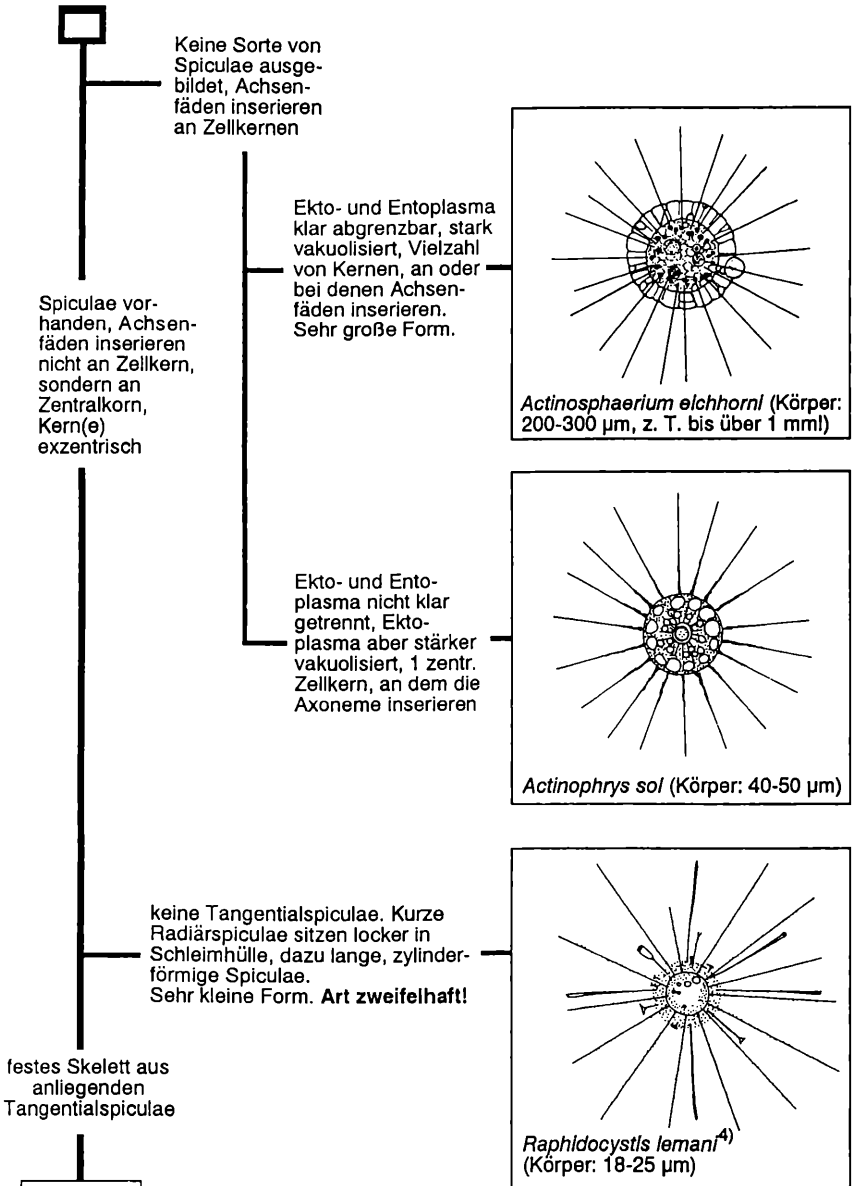 Keine Sorte von
Spiculae ausge-
bildet, Achsen-
fäden inserieren
an Zellkernen
Ekto- und Entoplasma
klar abgrenzbar, stark
vakuolisiert, Vielzahl
von Kernen, an oder
bei denen Achsen-
fäden inserieren.
Sehr große Form.
Actinosphaerium eichhorni (Körper:
200-300 µm, z. T. bis über 1 mm!)
Spiculae vor-
handen, Achsen-
fäden inserieren
nicht an Zellkern,
sondern an
Zentralkorn,
Kern(e)
exzentrisch
Ekto- und Ento-
plasma nicht klar
getrennt, Ekto-
plasma aber stärker
vakuolisiert, 1 zentr.
Zellkern, an dem die
Axoneme inserieren
Actinophrys sol (Körper: 40-50 µm)
keine Tangentialspiculae. Kurze
Radiärspiculae sitzen locker in
Schleimhülle, dazu lange, zylinder-
förmige Spiculae.
Sehr kleine Form. Art zweifelhaft!
Raphidocystis lemani4)
(Körper: 18-25 µm)
festes Skelett aus
anliegenden
Tangentialspiculae